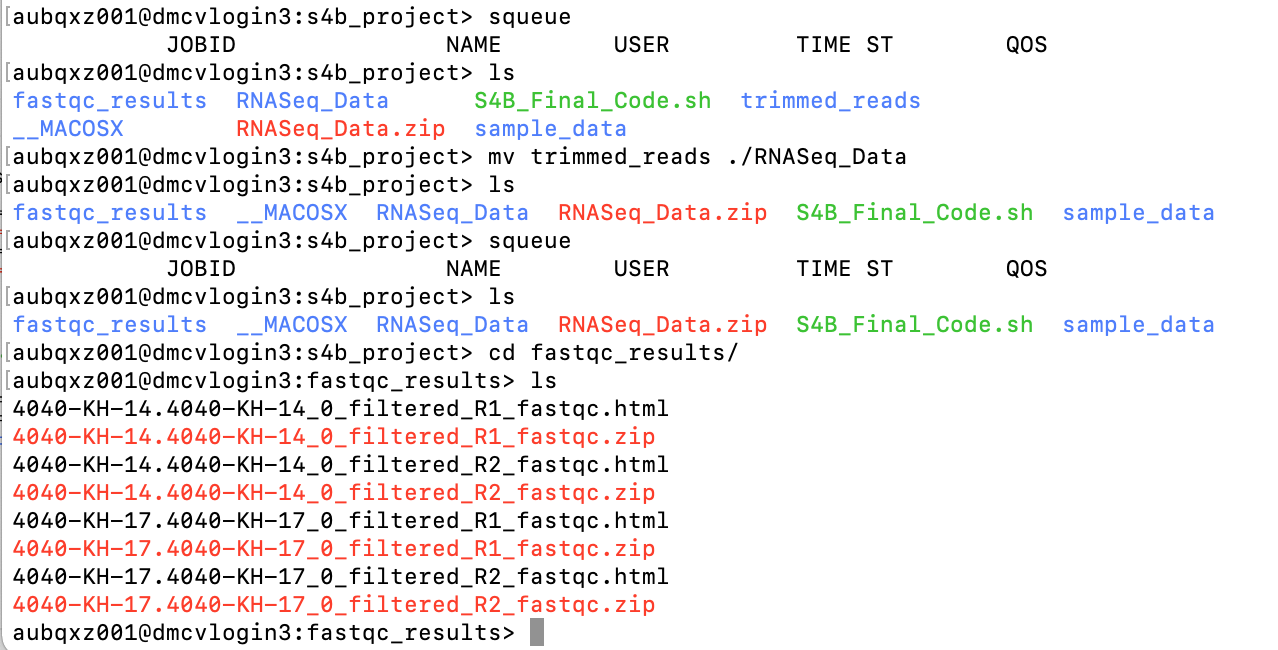 [aubqxz001@dmcvlogin3:s4b_project> squeue
JOBID NAME USER TIME ST QOS
[aubqxz001@dmcvlogin3:s4b_project> ls
fastqc_results RNASeq_Data S4B_Final_Code.sh trimmed_reads
__MACOSX RNASeq_Data.zip sample_data
[aubqxz001@dmcvlogin3:s4b_project> mv trimmed_reads ./RNASeq_Data
[aubqxz001@dmcvlogin3:s4b_project> ls
fastqc_results __MACOSX RNASeq_Data RNASeq_Data.zip S4B_Final_Code.sh sample_data
[aubqxz001@dmcvlogin3:s4b_project> squeue
JOBID NAME USER TIME ST QOS
[aubqxz001@dmcvlogin3:s4b_project> ls
fastqc_results __MACOSX RNASeq_Data RNASeq_Data.zip S4B_Final_Code.sh sample_data
[aubqxz001@dmcvlogin3:s4b_project> cd fastqc_results/
[aubqxz001@dmcvlogin3:fastqc_results> ls
4040-KH-14.4040-KH-14_0_filtered_R1_fastqc.html
4040-KH-14.4040-KH-14_0_filtered_R1_fastqc.zip
4040-KH-14.4040-KH-14_0_filtered_R2_fastqc.html
4040-KH-14.4040-KH-14_0_filtered_R2_fastqc.zip
4040-KH-17.4040-KH-17_0_filtered_R1_fastqc.html
4040-KH-17.4040-KH-17_0_filtered_R1_fastqc.zip
4040-KH-17.4040-KH-17_0_filtered_R2_fastqc.html
4040-KH-17.4040-KH-17_0_filtered_R2_fastqc.zip
aubqxz001@dmcvlogin3:fastqc_results>